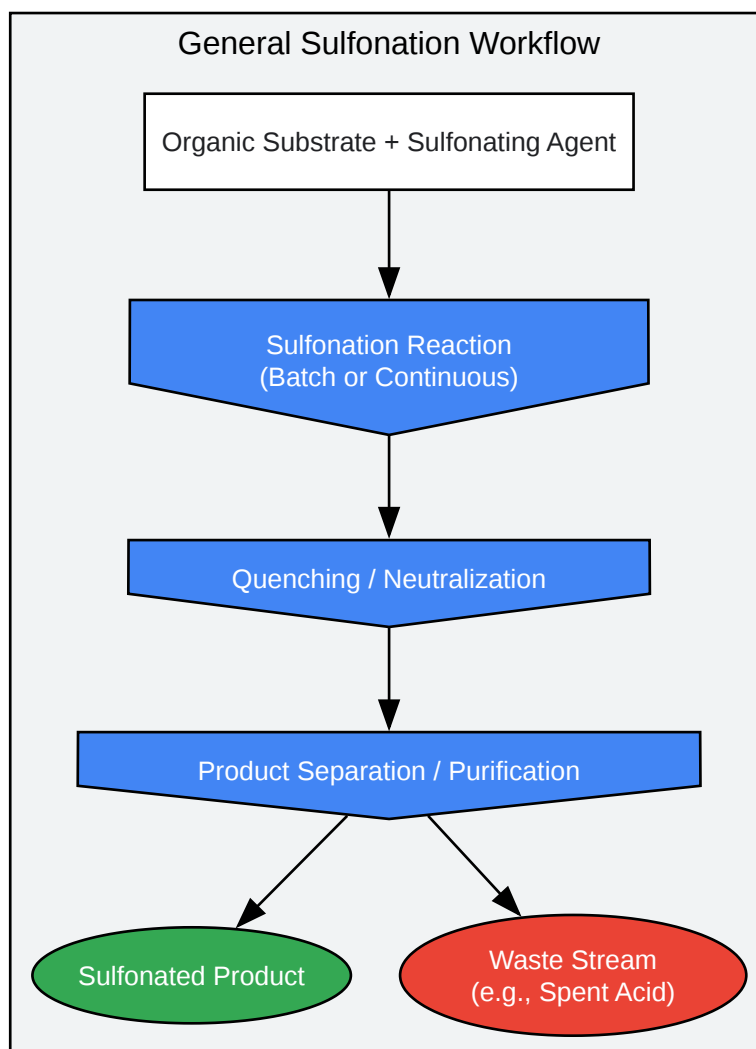 General Sulfonation Workflow
Organic Substrate + Sulfonating Agent
Sulfonation Reaction
(Batch or Continuous)
Quenching / Neutralization
Product Separation / Purification
Sulfonated Product
Waste Stream
(e.g., Spent Acid)